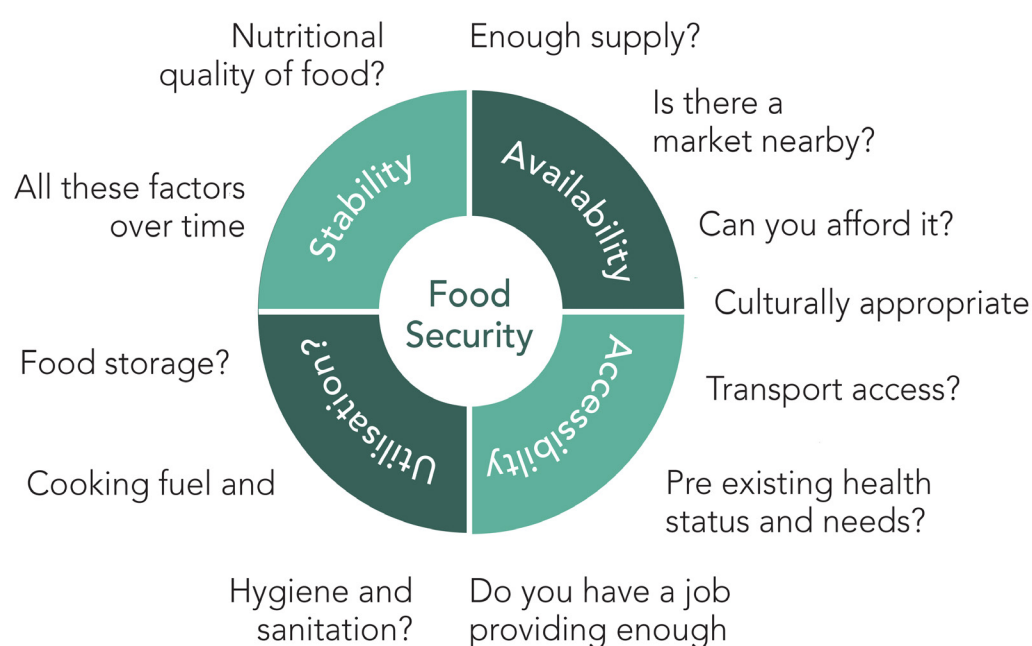 Nutritional
quality of food?
Enough supply?
Is there a
market nearby?
All these factors
over time
Can you afford it?
Stability
Availability
Food
Security
Culturally appropriate
Food storage?
Utilisation?
Accessibilty
Transport access?
Cooking fuel and
Pre existing health
status and needs?
Hygiene and
sanitation?
Do you have a job
providing enough